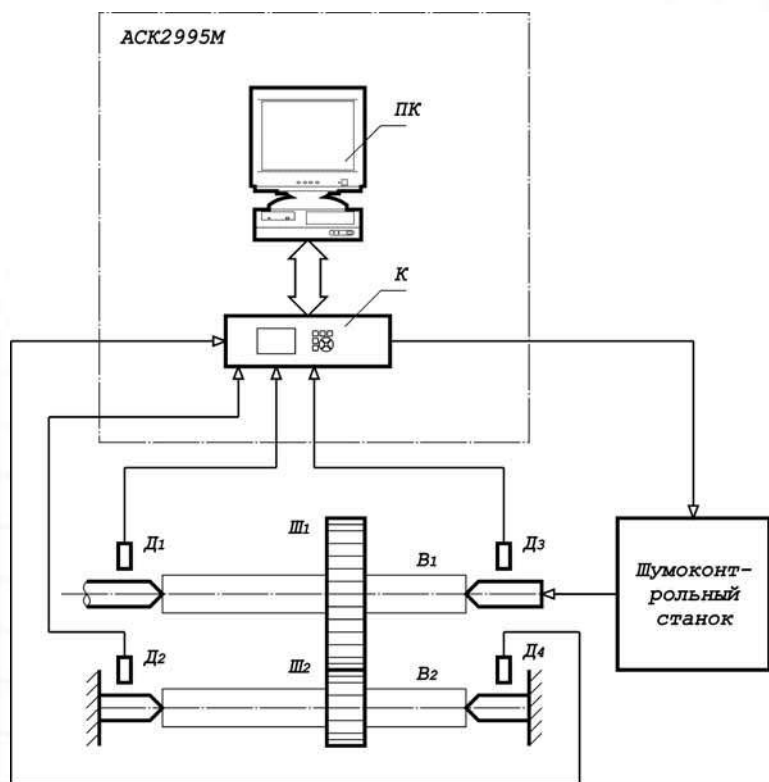 АСК2995М
ПК
К
Д1
Ш1
В1
Д3
Шумоконт-
рольный
станок
Д2
Ш2
В2
Д4